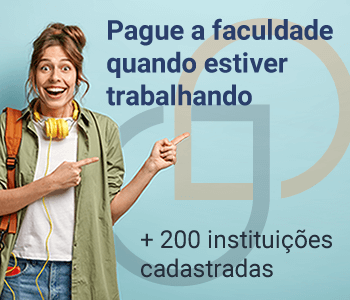 Pague a faculdade
quando estiver
trabalhando
+ 200 instituições
cadastradas